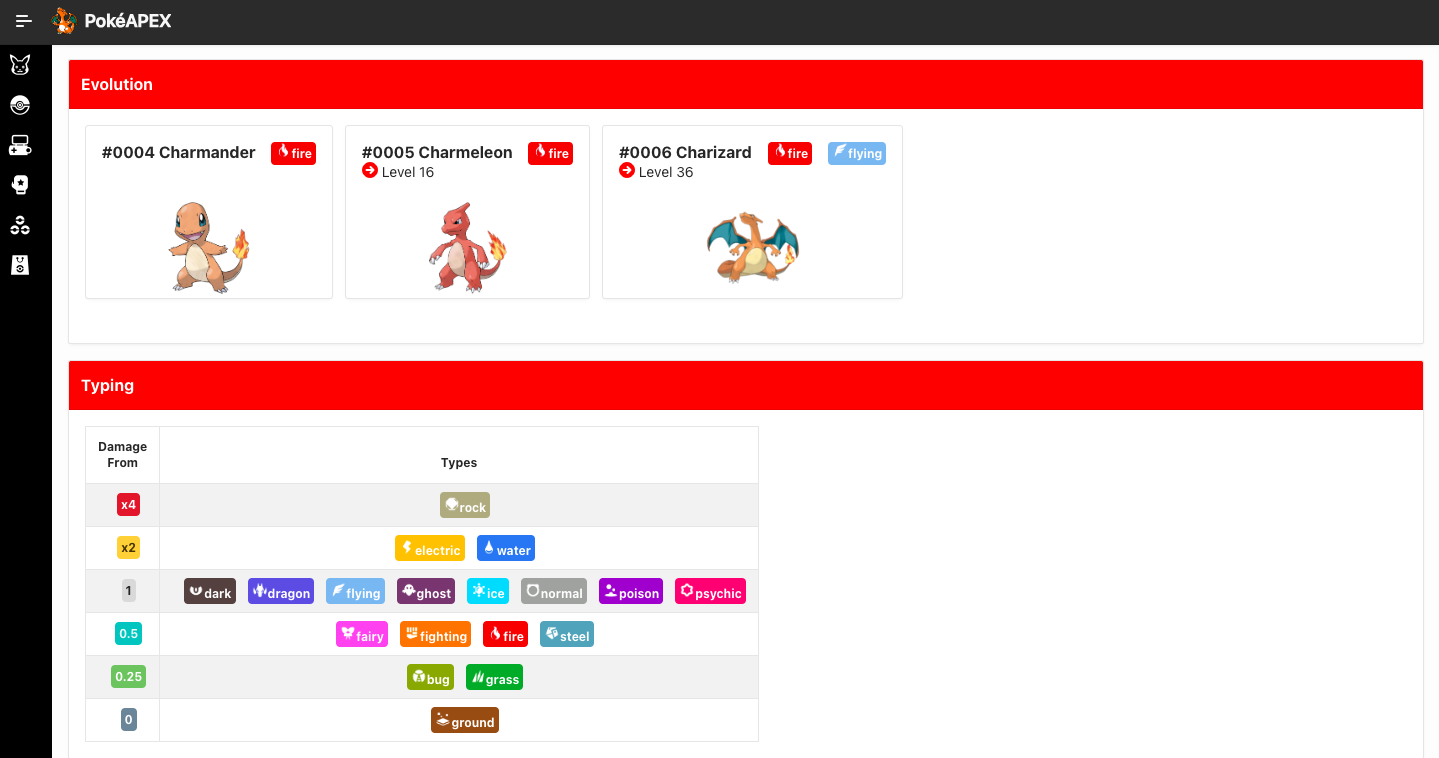 PokéAPEX
Evolution
#0004 Charmander fire
#0005 Charmeleon fire
Level 16
#0006 Charizard fire flying
Level 36
Typing
Damage
From
Types
x4 rock
x2 electric water
1 dark dragon flying ghost ice normal poison psychic
0.5 fairy fighting fire steel
0.25 bug grass
0 ground